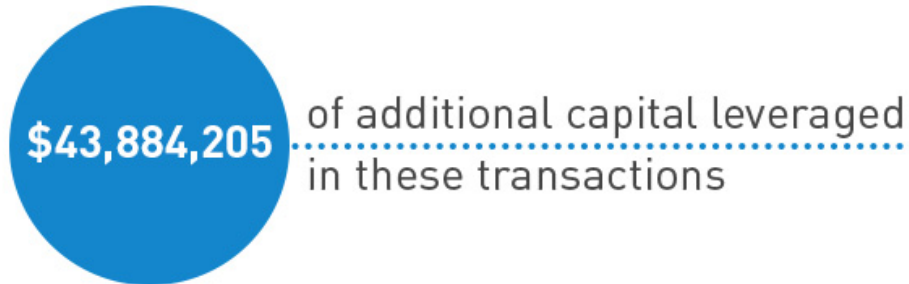 $43,884,205
of additional capital leveraged
in these transactions